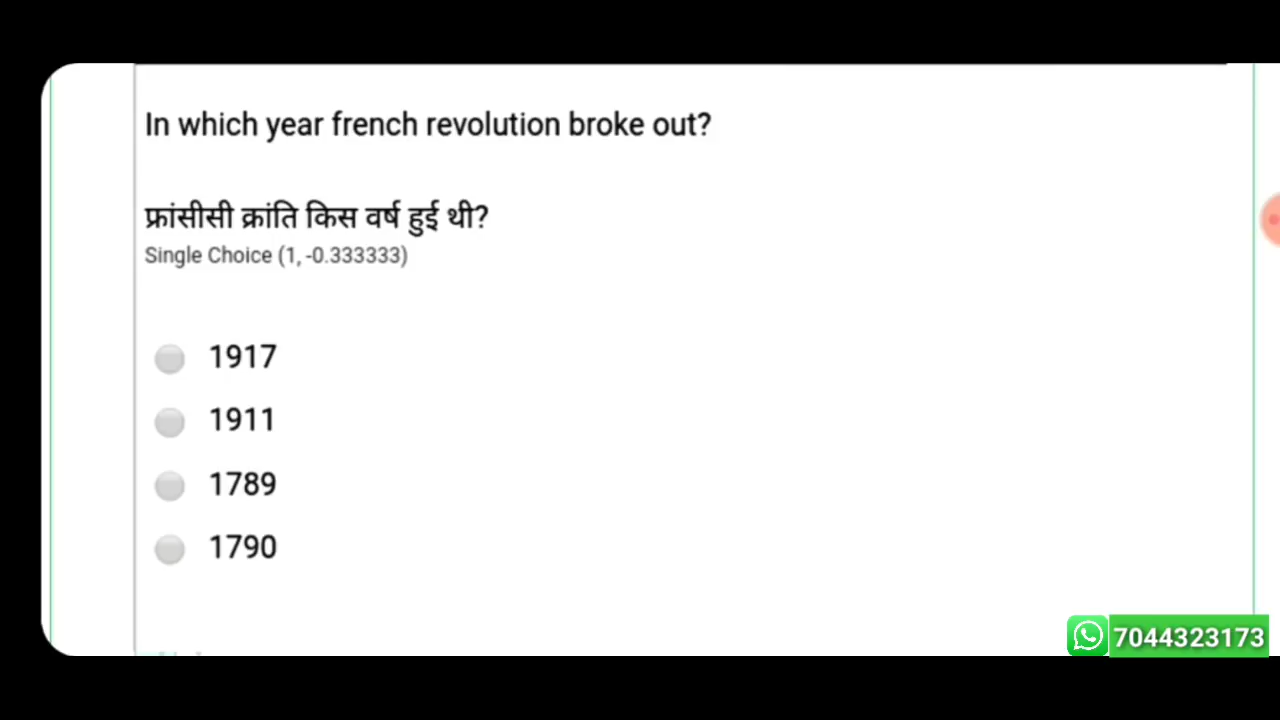 In which year french revolution broke out?
फ्रांसीसी क्रांति किस वर्ष हुई थी?
Single Choice (1, -0.333333)
1917
1911
1789
1790
7044323173